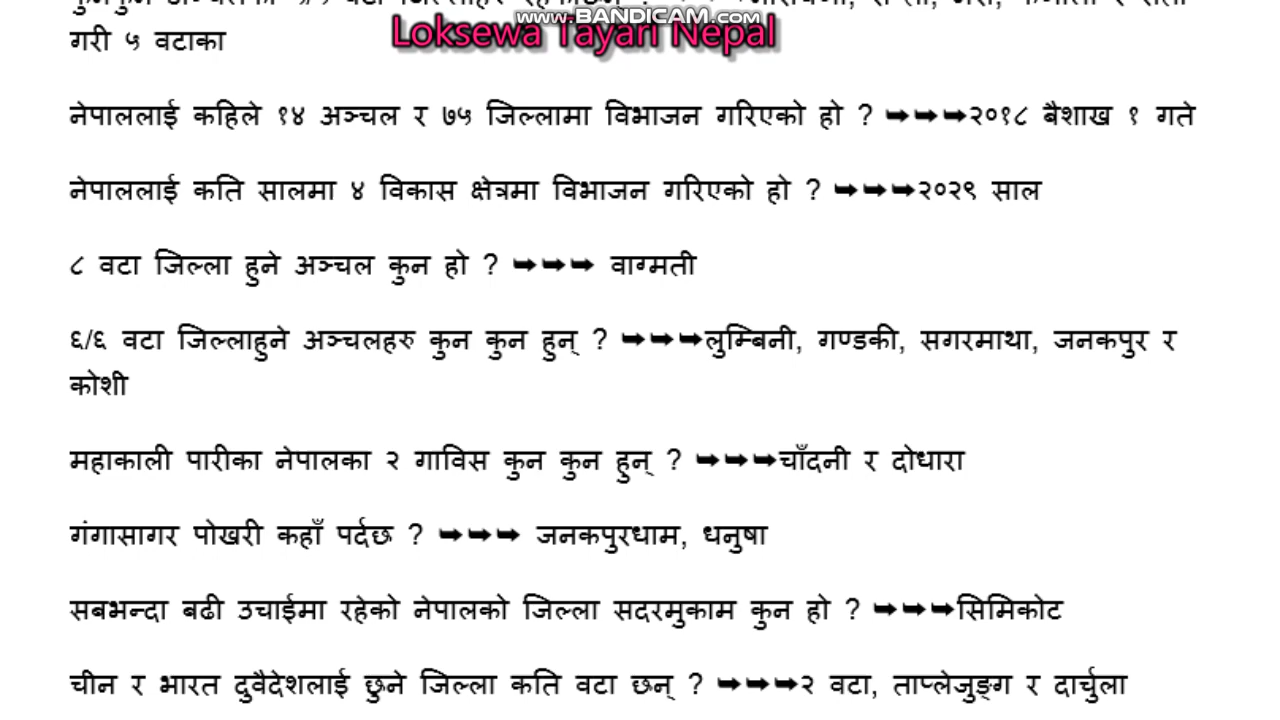 www.BANDICAM.com
Loksewa Tayari Nepal
गरी ५ वटाका
नेपाललाई कहिले १४ अञ्चल र ७५ जिल्लामा विभाजन गरिएको हो ? ➥➥➥२०१८ बैशाख १ गते
नेपाललाई कति सालमा ४ विकास क्षेत्रमा विभाजन गरिएको हो ? ➥➥➥२०२९ साल
८ वटा जिल्ला हुने अञ्चल कुन हो ? ➥➥➥ वाग्मती
६/६ वटा जिल्लाहुने अञ्चलहरु कुन कुन हुन् ? ➥➥➥लुम्बिनी, गण्डकी, सगरमाथा, जनकपुर र
कोशी
महाकाली पारीका नेपालका २ गाविस कुन कुन हुन् ? ➥➥➥चाँदनी र दोधारा
गंगासागर पोखरी कहाँ पर्दछ ? ➥➥➥ जनकपुरधाम, धनुषा
सबभन्दा बढी उचाईमा रहेको नेपालको जिल्ला सदरमुकाम कुन हो ? ➥➥➥सिमिकोट
चीन र भारत दुवैदेशलाई छुने जिल्ला कति वटा छन् ? ➥➥➥२ वटा, ताप्लेजुङ्ग र दार्चुला